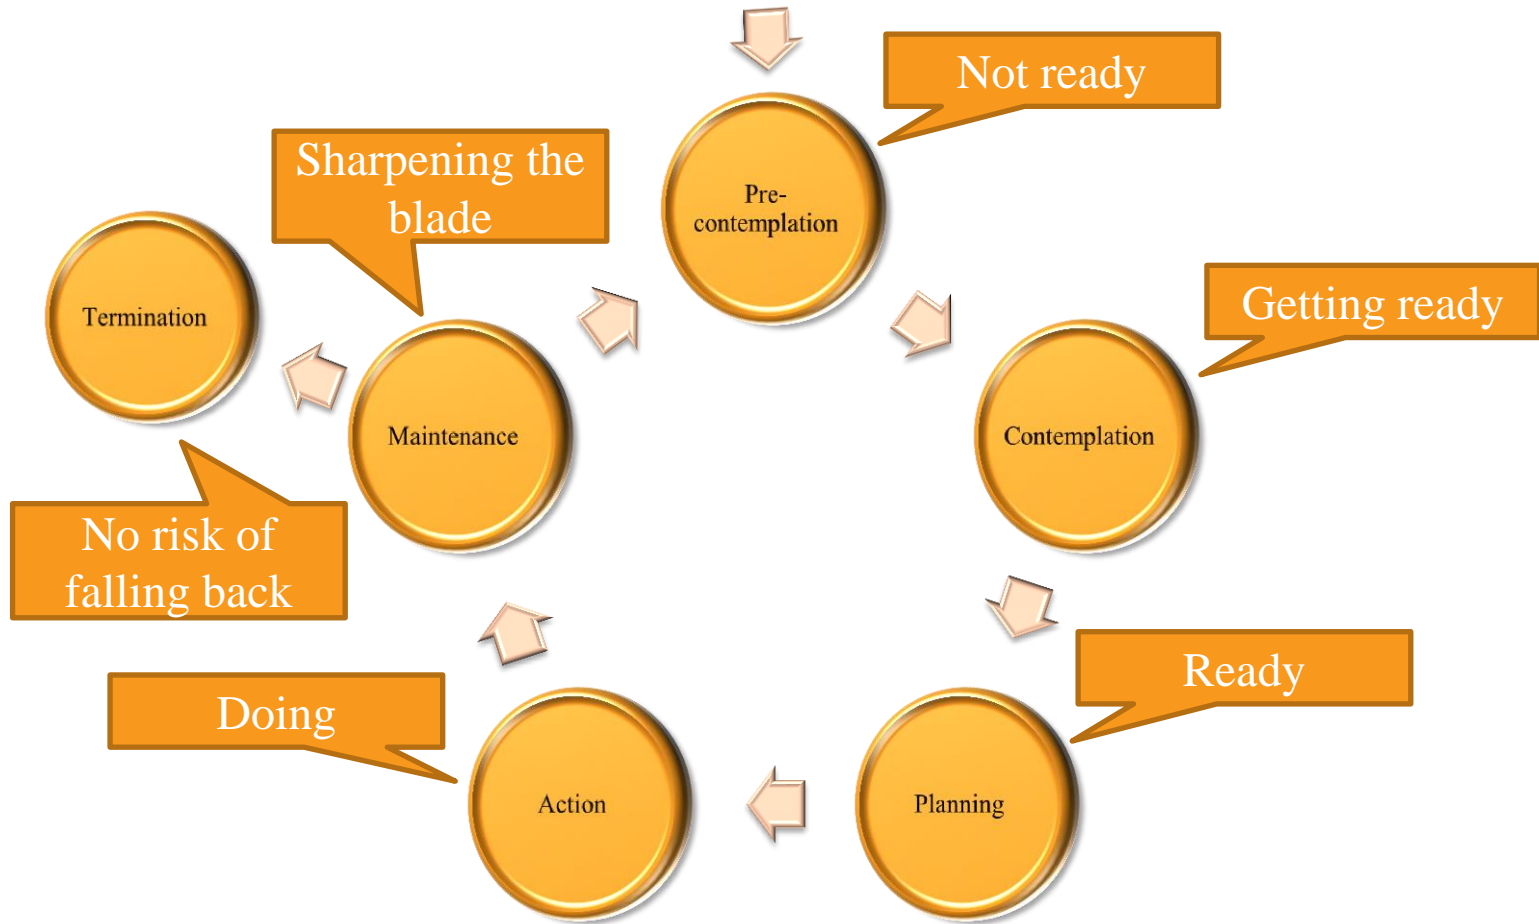 Not ready
Pre-
contemplation
Sharpening the
blade
Termination
Getting ready
Maintenance
Contemplation
No risk of
falling back
Ready
Doing
Action
Planning